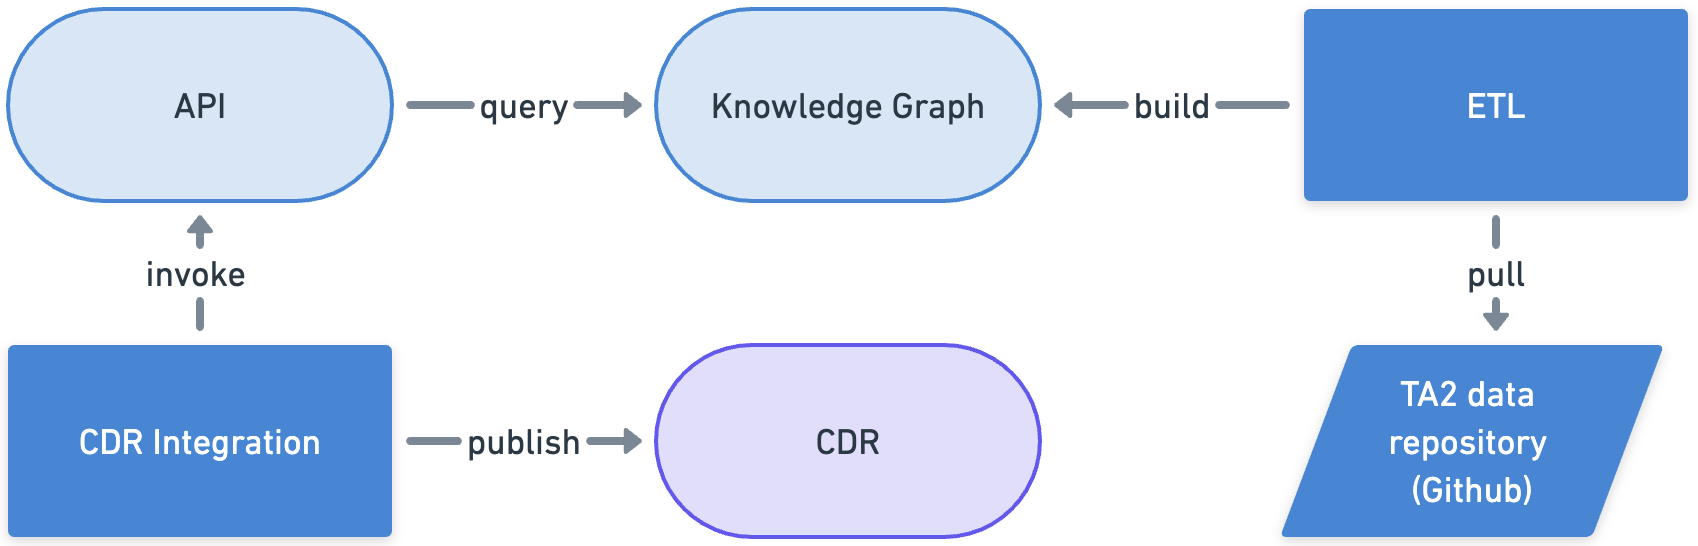 API
query
Knowledge Graph
build
ETL
invoke
pull
CDR Integration
publish
CDR
TA2 data
repository
(Github)